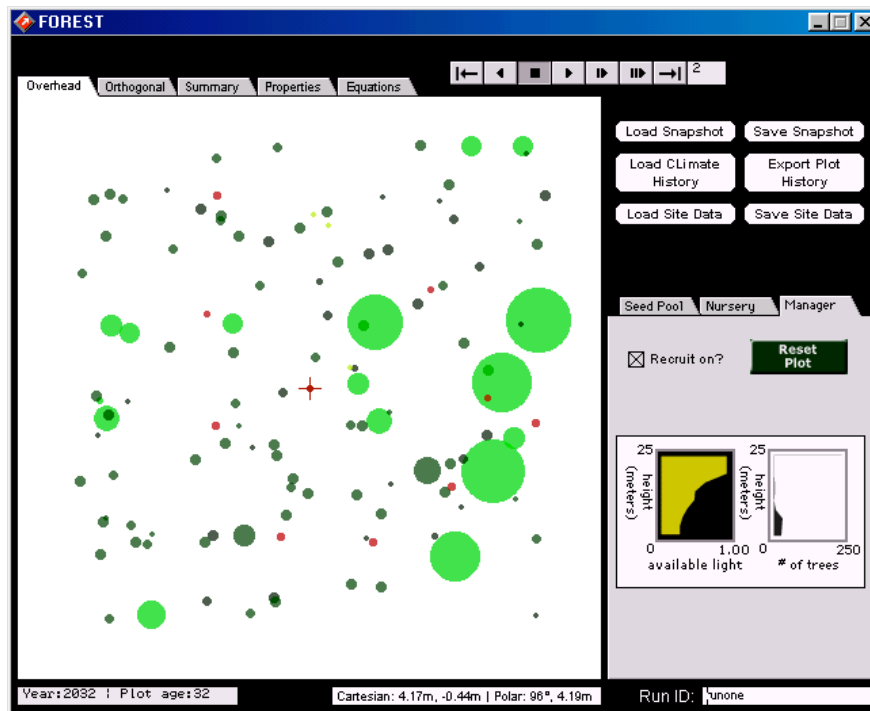 FOREST
2
Overhead Orthogonal Summary Properties Equations
Load Snapshot Save Snapshot
Load CLimate History Export Plot History
Load Site Data Save Site Data
Seed Pool Nursery Manager
Recruit on? Reset Plot
25 height (meters) 0 1.00 available light
25 height (meters) 0 250 # of trees
Year:2032 | Plot age:32
Cartesian: 4.17m, -0.44m | Polar: 96°, 4.19m
Run ID: unone